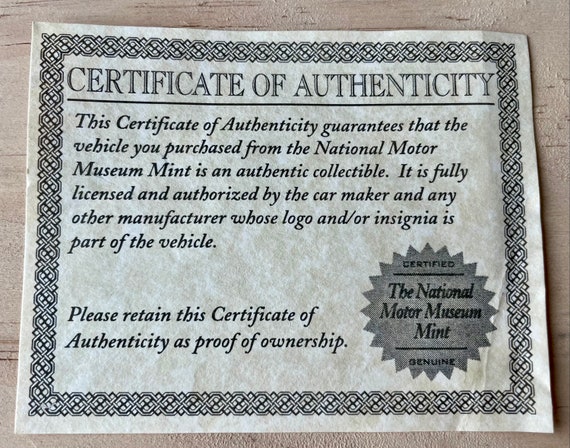 CERTIFICATE OF AUTHENTICITY
This Certificate of Authenticity guarantees that the
vehicle you purchased from the National Motor
Museum Mint is an authentic collectible. It is fully
licensed and authorized by the car maker and any
other manufacturer whose logo and/or insignia is
part of the vehicle.
Please retain this Certificate of
Authenticity as proof of ownership.
CERTIFIED
The National
Motor Museum
Mint
GENUINE